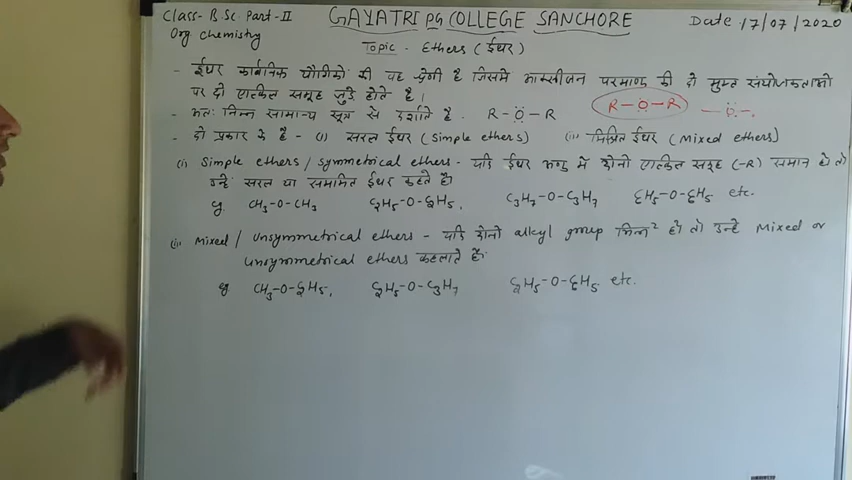 Class- B.Sc. Part-II GAYATRI PG COLLEGE SANCHORE Date :17/07/2020
Org Chemistry
Topic - Ethers (ईथर)
- ईथर कार्बनिक यौगिकों की वह श्रेणी है जिसमे आक्सीजन परमाणु की दो मुक्त संयोजकताओं
पर दो एल्किल समूह जुड़े होते है।
- अतः निम्न सामान्य सूत्र से दर्शाते है. R-Ö-R R-Ö-R -Ö-
- दो प्रकार के है - (i) सरल ईथर (Simple ethers) (ii) मिश्रित ईथर (Mixed ethers)
(i) Simple ethers / symmetrical ethers - यदि ईथर अणु में दोनो एल्किल समूह (-R) समान हो तो
उन्हे सरल या सममित ईथर कहते है।
eg. CH₃-O-CH₃ C₂H₅-O-C₂H₅, C₃H₇-O-C₃H₇ C₆H₅-O-C₆H₅ etc.
(ii) Mixed / Unsymmetrical ethers - यदि दोनो alkyl group भिन्न² हो तो उन्हे Mixed or
Unsymmetrical ethers कहलाते है।
eg CH₃-O-C₂H₅, C₂H₅-O-C₃H₇ C₂H₅-O-C₆H₅ etc.